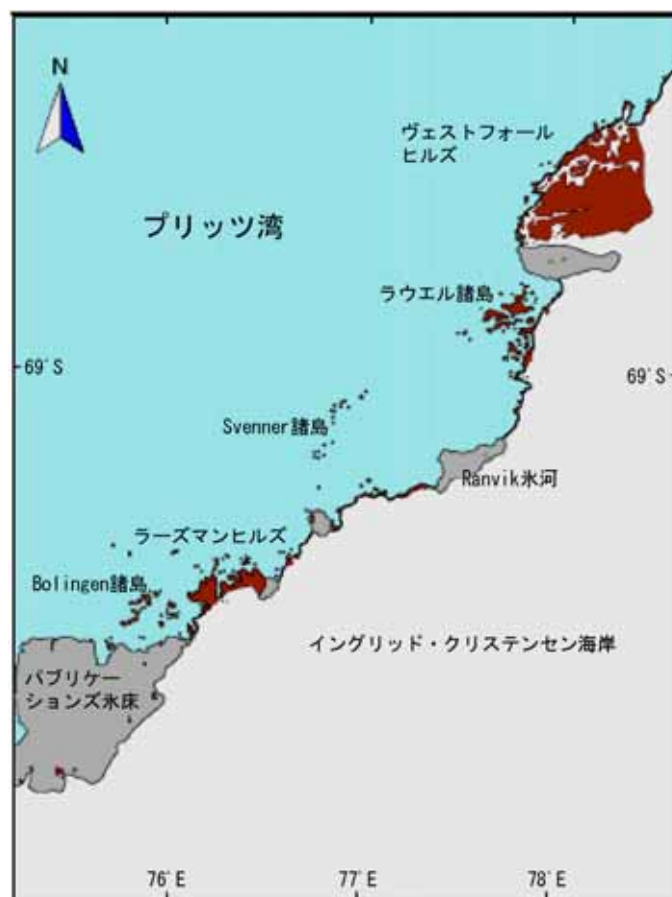 N
ヴェストフォール
ヒルズ
プリッツ湾
ラウエル諸島
69°S
69°S
Svenner諸島
Ranvik氷河
ラーズマンヒルズ
Bolingen諸島
イングリッド・クリステンセン海岸
パブリケー
ションズ氷床
76°E
77°E
78°E